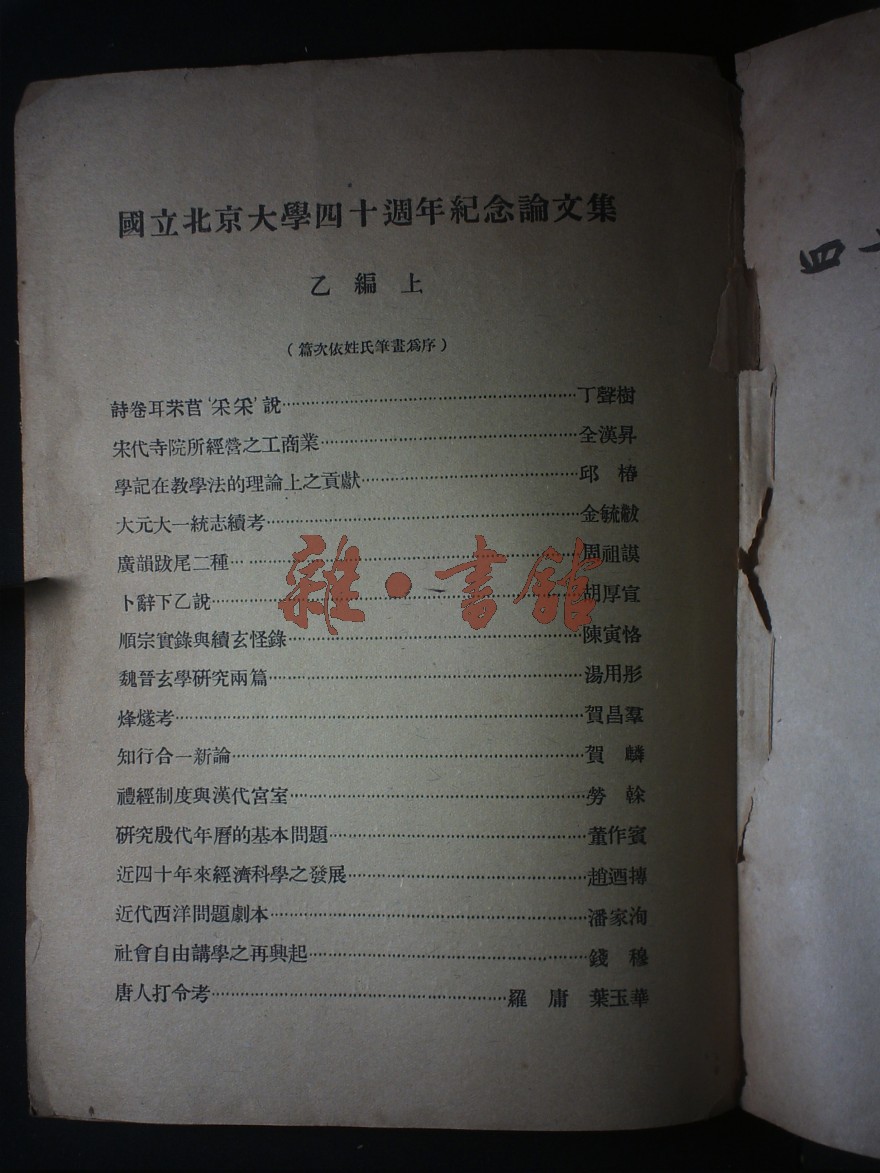 國立北京大學四十週年紀念論文集
乙編上
（篇次依姓氏筆畫爲序）
詩卷耳芣苢‘采采’說……丁聲樹
宋代寺院所經營之工商業……全漢昇
學記在教學法的理論上之貢獻……邱椿
大元大一統志續考……金毓黻
廣韻跋尾二種……周祖謨
卜辭下乙說……胡厚宣
順宗實錄與續玄怪錄……陳寅恪
魏晉玄學研究兩篇……湯用彤
烽燧考……賀昌羣
知行合一新論……賀麟
禮經制度與漢代宮室……勞榦
研究殷代年曆的基本問題……董作賓
近四十年來經濟科學之發展……趙迺摶
近代西洋問題劇本……潘家洵
社會自由講學之再興起……錢穆
唐人打令考……羅庸 葉玉華
雜·書館
四十